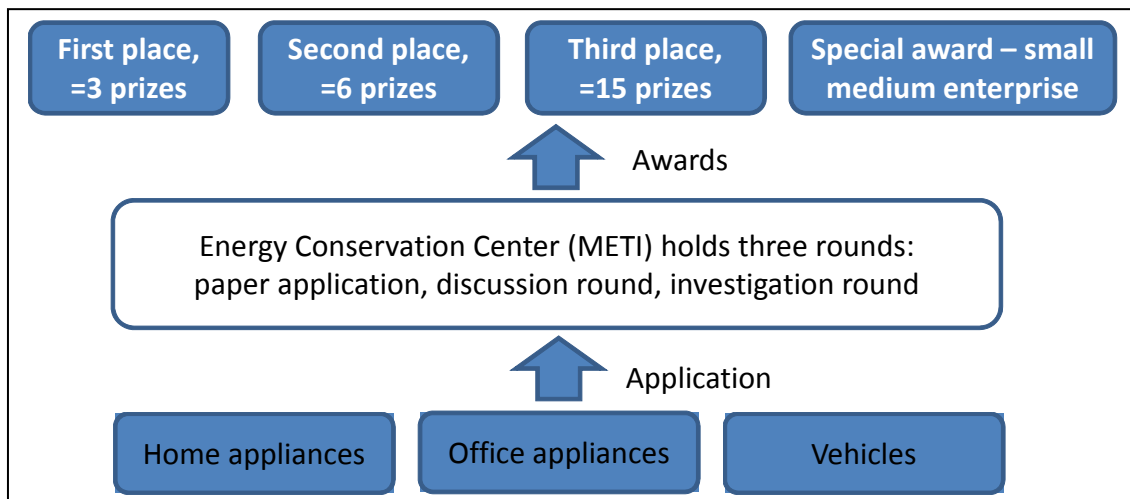 First place,
=3 prizes
Second place,
=6 prizes
Third place,
=15 prizes
Special award – small
medium enterprise
Awards
Energy Conservation Center (METI) holds three rounds:
paper application, discussion round, investigation round
Application
Home appliances
Office appliances
Vehicles